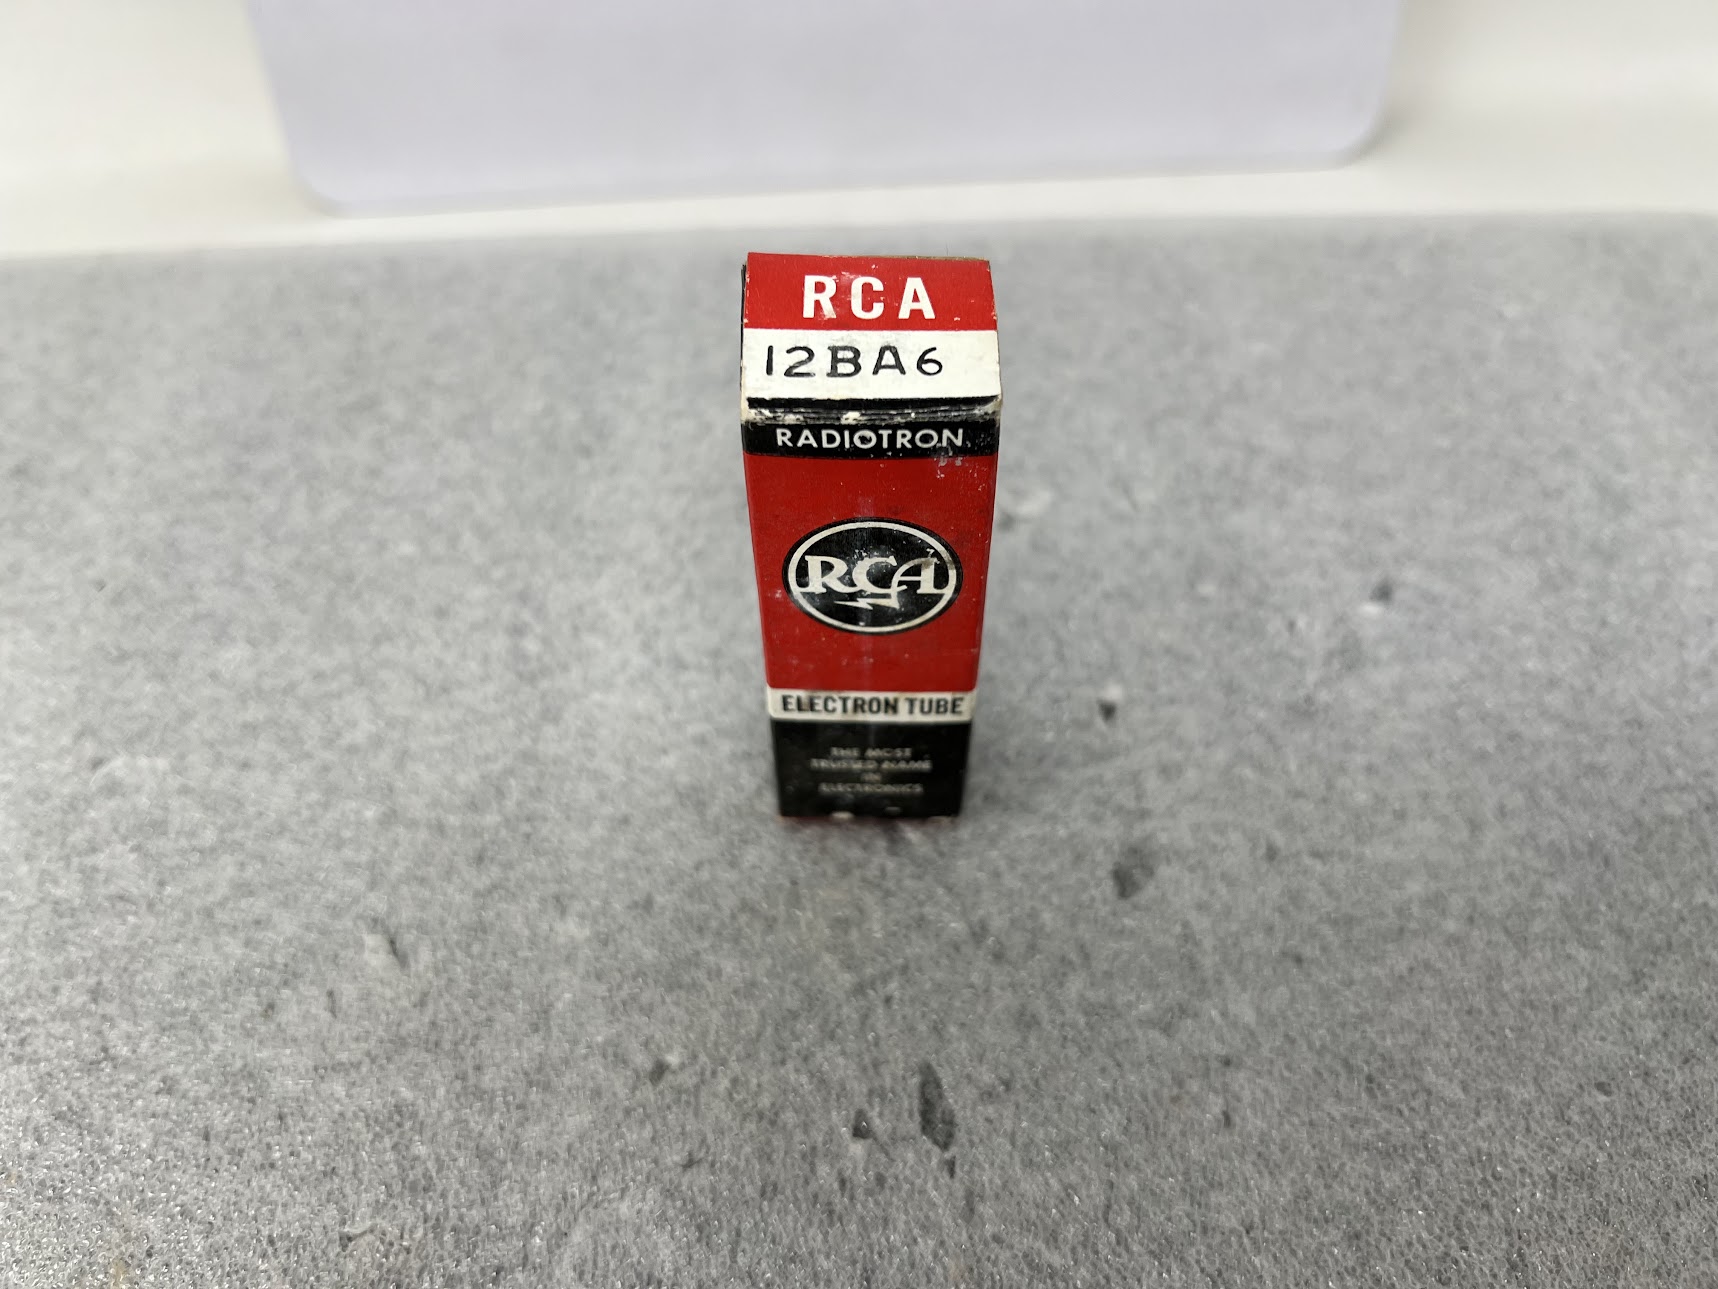 RCA
12BA6
RADIOTRON
RCA
ELECTRON TUBE
THE MOST
TRUSTED NAME
IN
ELECTRONICS